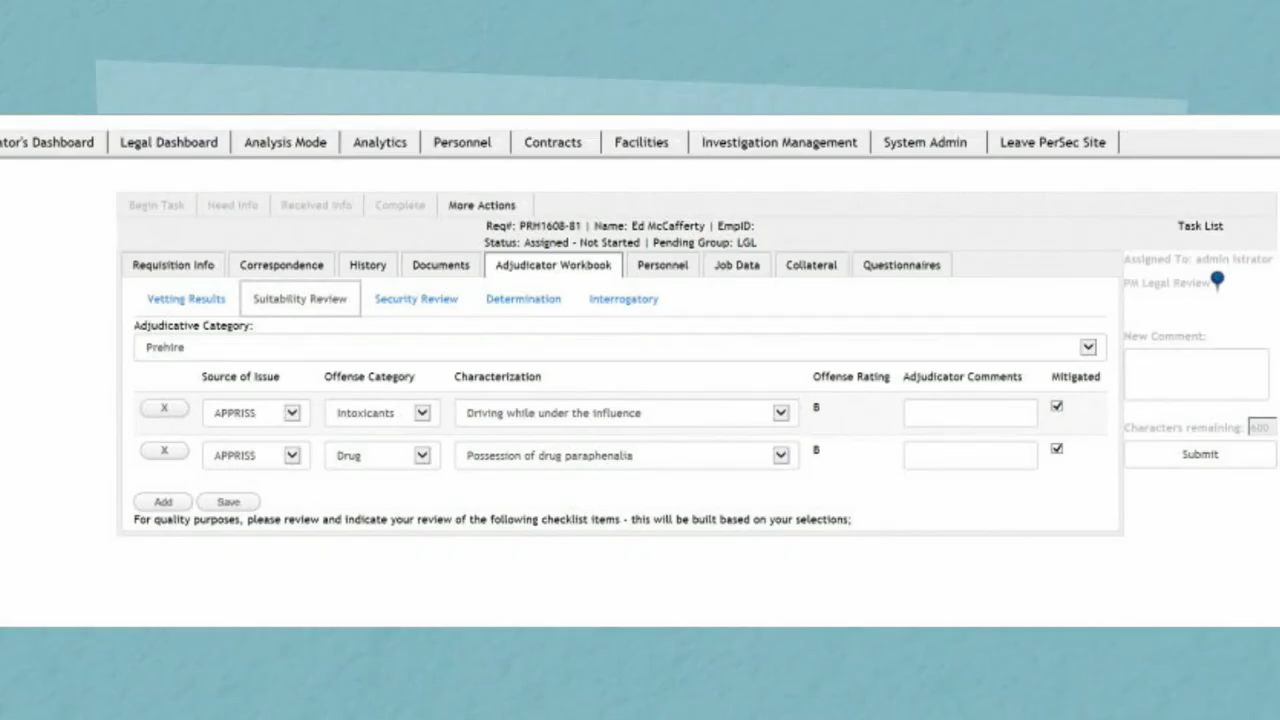 ator's Dashboard Legal Dashboard Analysis Mode Analytics Personnel Contracts Facilities Investigation Management System Admin Leave PerSec Site
Begin Task Need Info Received Info Complete More Actions
Req#: PRH1608-81 | Name: Ed McCafferty | EmpID:
Status: Assigned - Not Started | Pending Group: LGL
Task List
Requisition Info Correspondence History Documents Adjudicator Workbook Personnel Job Data Collateral Questionnaires
Assigned To: admin istrator
Vetting Results Suitability Review Security Review Determination Interrogatory
PM Legal Review
Adjudicative Category:
Prehire
New Comment:
Source of Issue Offense Category Characterization Offense Rating Adjudicator Comments Mitigated
X APPRISS Intoxicants Driving while under the influence B
X APPRISS Drug Possession of drug paraphenalia B
Characters remaining: 600
Submit
Add Save
For quality purposes, please review and indicate your review of the following checklist items - this will be built based on your selections;